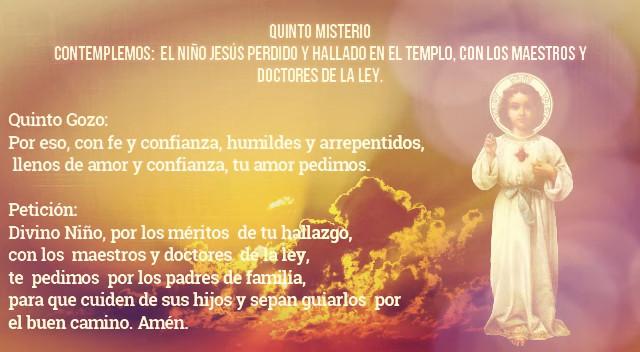 QUINTO MISTERIO
CONTEMPLEMOS: EL NIÑO JESÚS PERDIDO Y HALLADO EN EL TEMPLO, CON LOS MAESTROS Y
DOCTORES DE LA LEY.
Quinto Gozo:
Por eso, con fe y confianza, humildes y arrepentidos,
llenos de amor y confianza, tu amor pedimos.
Petición:
Divino Niño, por los méritos de tu hallazgo,
con los maestros y doctores de la ley,
te pedimos por los padres de familia,
para que cuiden de sus hijos y sepan guiarlos por
el buen camino. Amén.